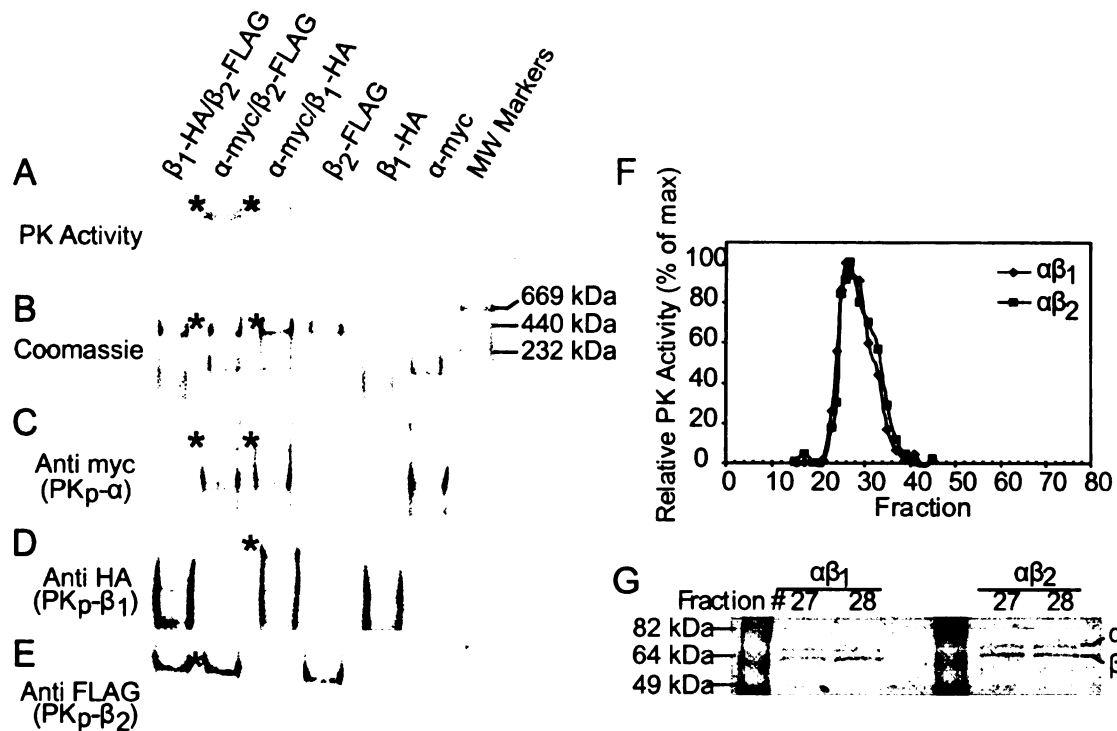 β₁-HA/β₂-FLAG
α-myc/β₂-FLAG
α-myc/β₁-HA
β₂-FLAG
β₁-HA
α-myc
MW Markers
A
PK Activity
* *
B
Coomassie
* *
669 kDa
440 kDa
232 kDa
C
Anti myc
(PKp-α)
* *
D
Anti HA
(PKp-β₁)
*
E
Anti FLAG
(PKp-β₂)
*
F
Relative PK Activity (% of max)
100
80
60
40
20
0
0 10 20 30 40 50 60 70 80
Fraction
αβ₁
αβ₂
G
αβ₁ αβ₂
Fraction # 27 28 27 28
82 kDa
64 kDa
49 kDa
α
β